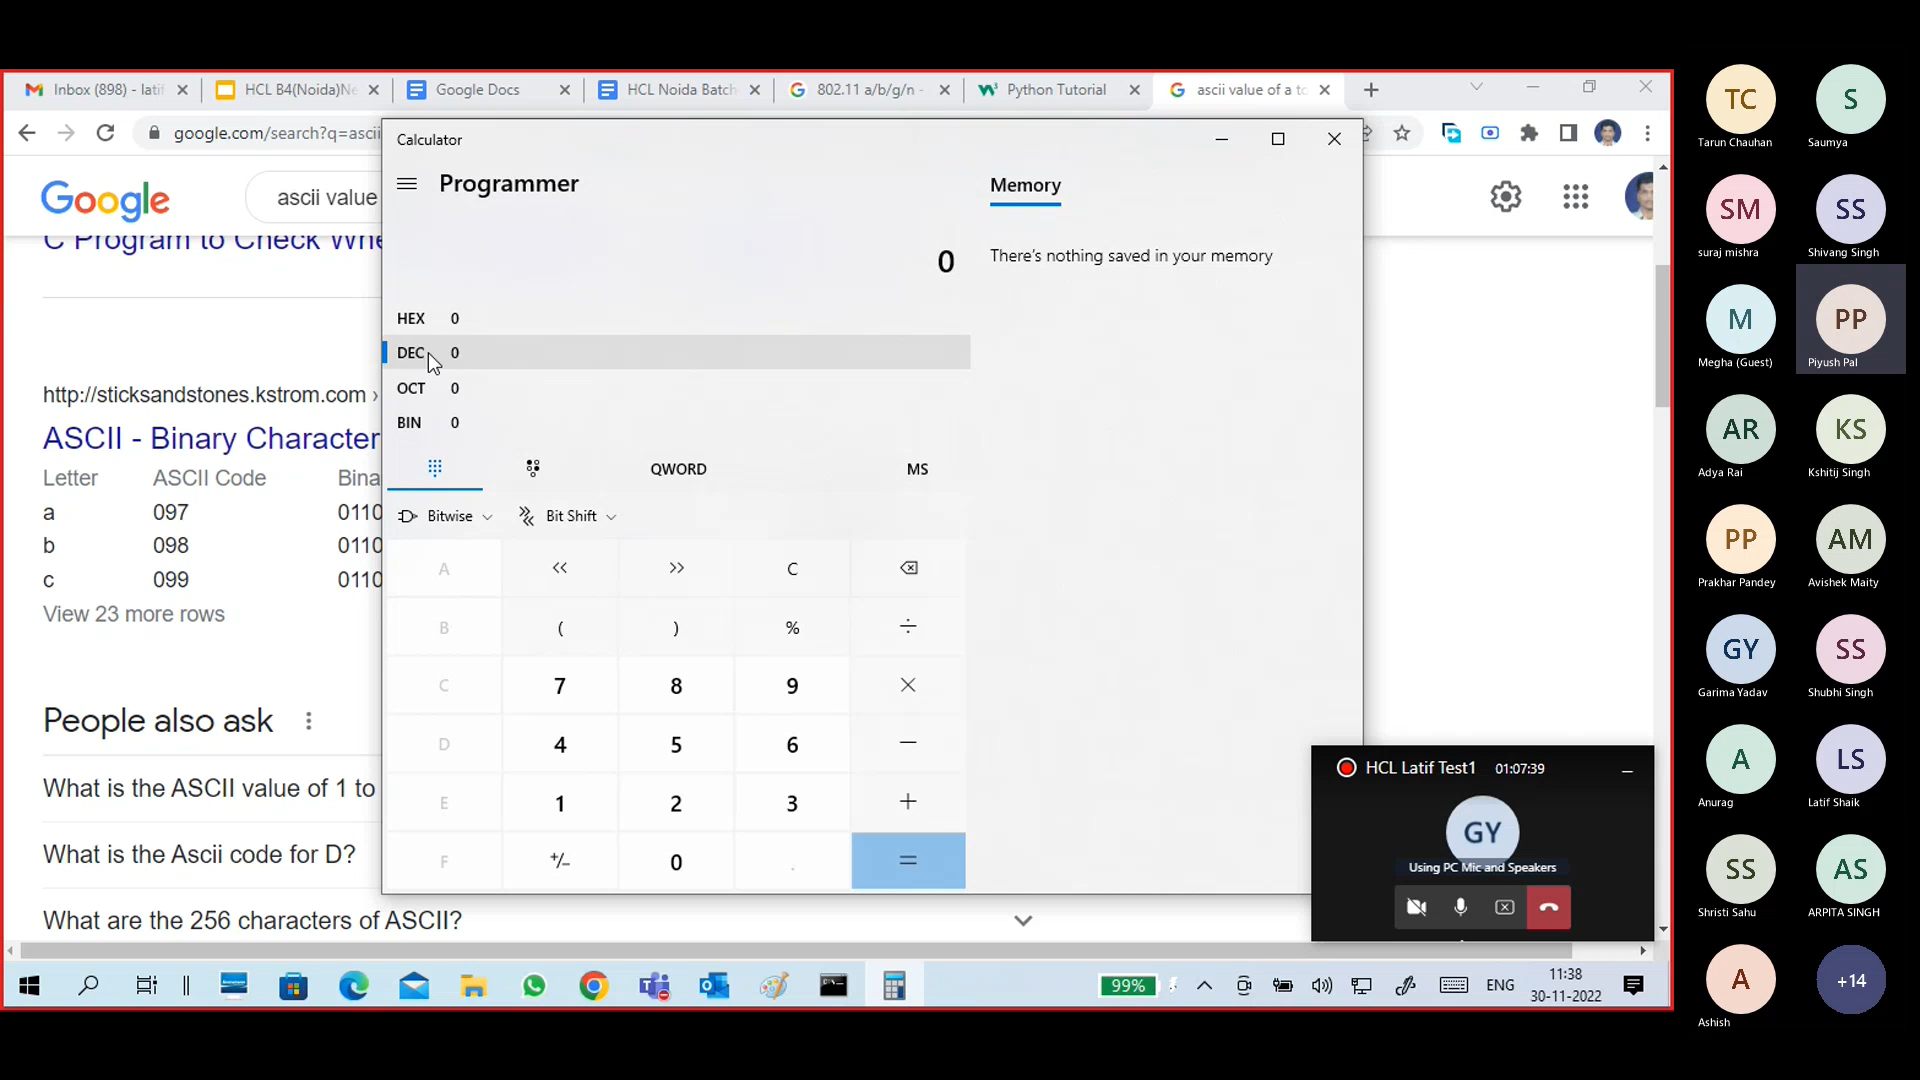 Inbox (898) - latif
HCL B4(Noida)Ne
Google Docs
HCL Noida Batch
802.11 a/b/g/n -
Python Tutorial
ascii value of a to
google.com/search?q=ascii
Google
ascii value
C Program to Check Whe
http://sticksandstones.kstrom.com ›
ASCII - Binary Character
Letter ASCII Code Bina
a 097 0110
b 098 0110
c 099 0110
View 23 more rows
People also ask
What is the ASCII value of 1 to
What is the Ascii code for D?
What are the 256 characters of ASCII?
Calculator
Programmer
0
HEX 0
DEC 0
OCT 0
BIN 0
QWORD MS
Bitwise Bit Shift
A << >> C
B ( ) % ÷
C 7 8 9 ×
D 4 5 6 −
E 1 2 3 +
F +/− 0 . =
Memory
There's nothing saved in your memory
HCL Latif Test1 01:07:39
GY
Using PC Mic and Speakers
99%
ENG
11:38
30-11-2022
TC S
Tarun Chauhan Saumya
SM SS
suraj mishra Shivang Singh
M PP
Megha (Guest) Piyush Pal
AR KS
Adya Rai Kshitij Singh
PP AM
Prakhar Pandey Avishek Maity
GY SS
Garima Yadav Shubhi Singh
A LS
Anurag Latif Shaik
SS AS
Shristi Sahu ARPITA SINGH
A +14
Ashish